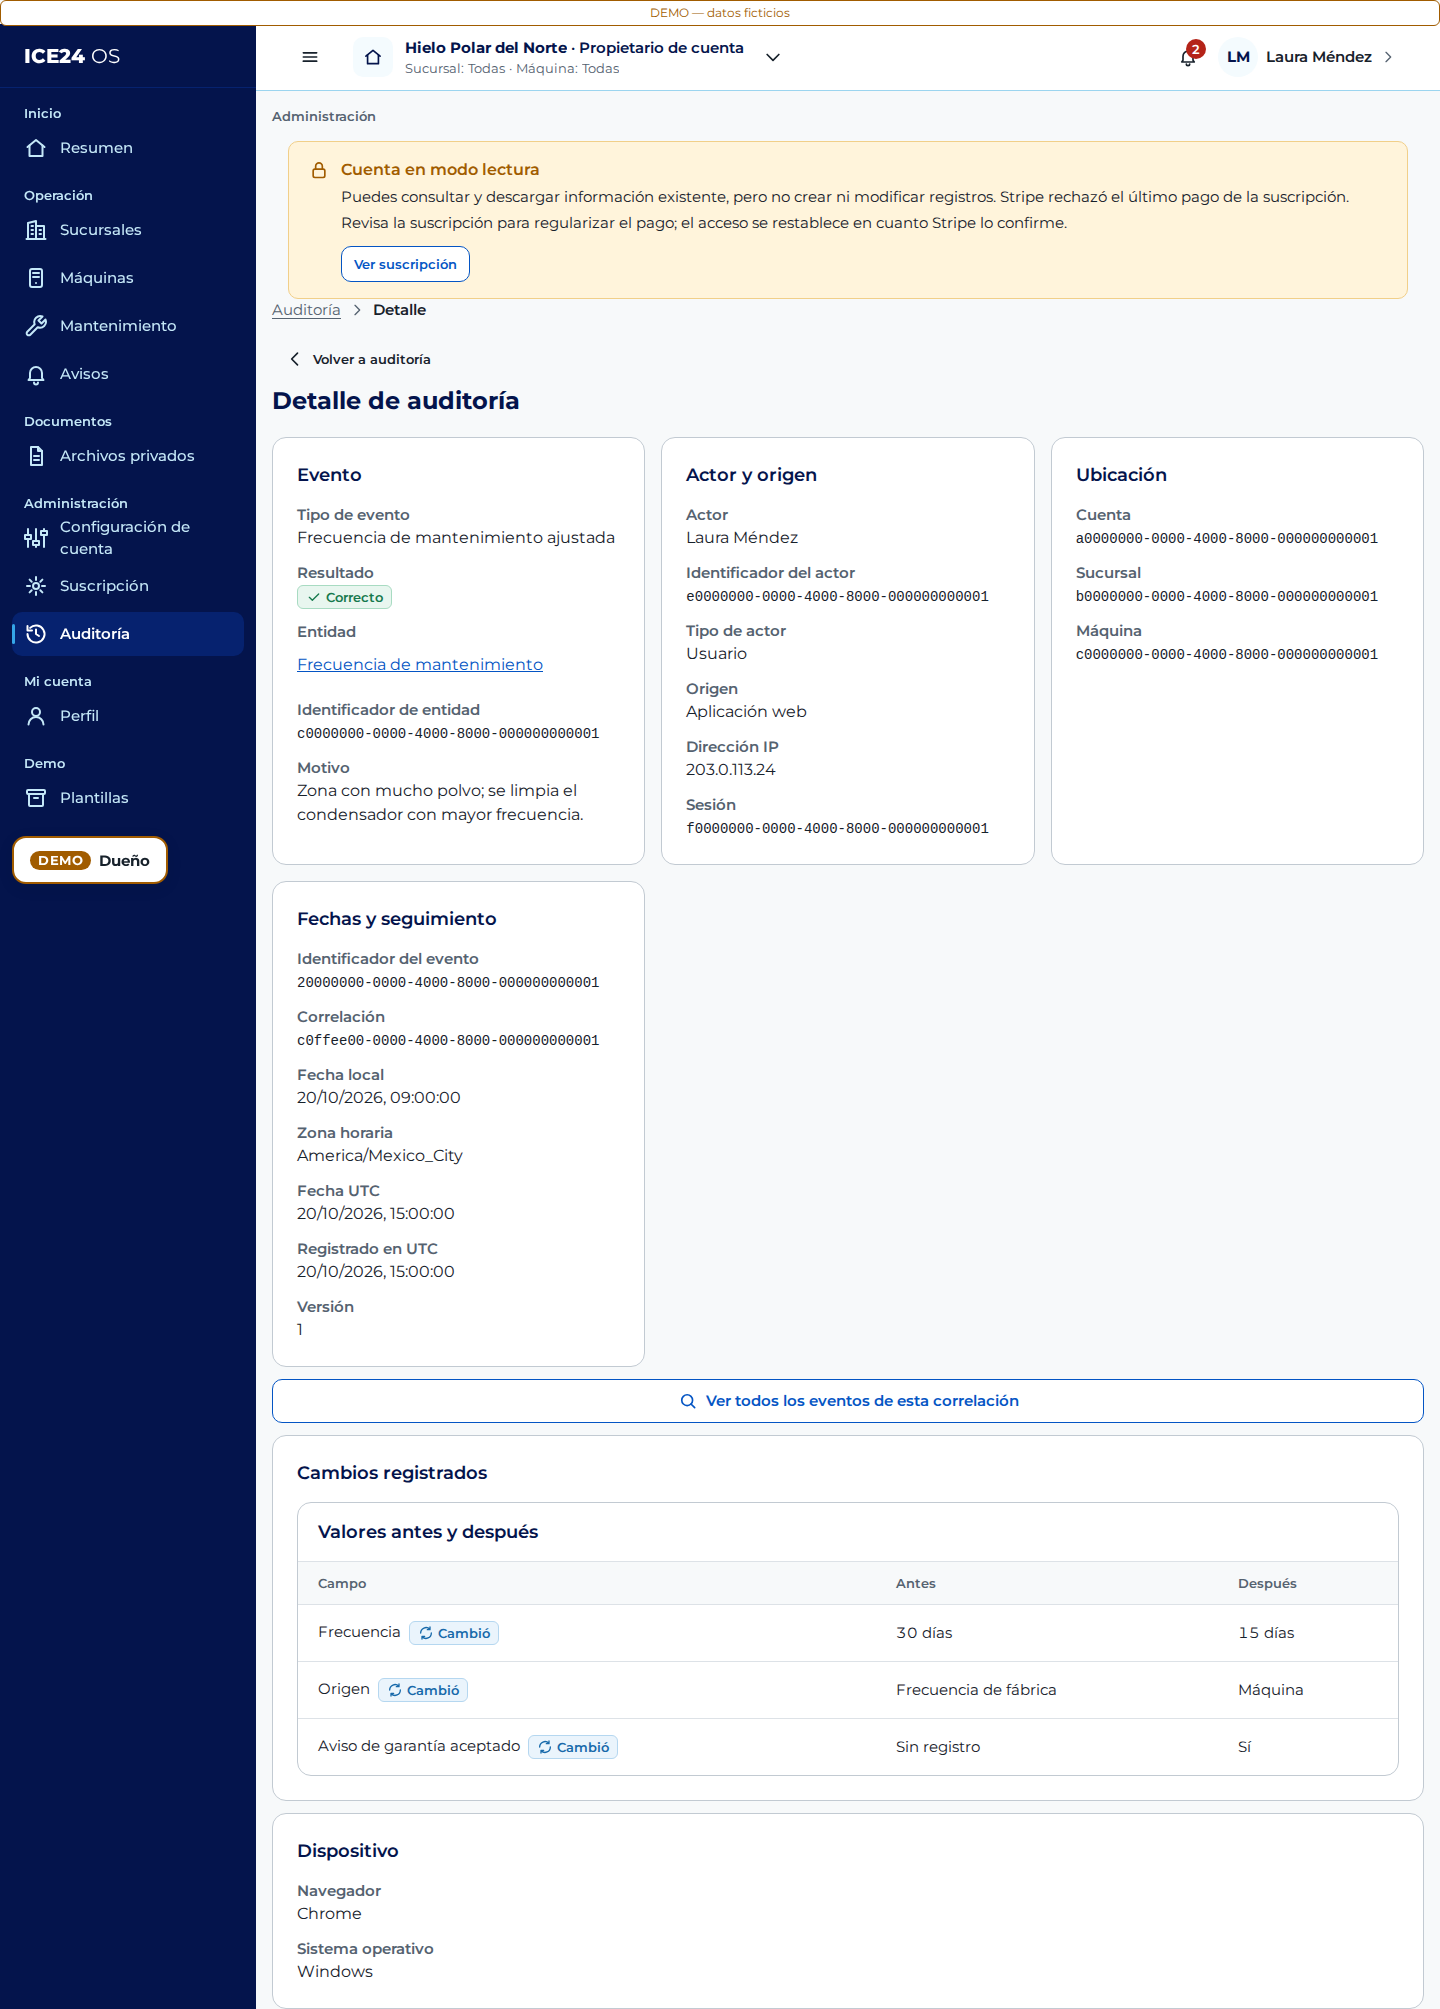 DEMO — datos ficticios
ICE24 OS
Inicio
Resumen
Operación
Sucursales
Máquinas
Mantenimiento
Avisos
Documentos
Archivos privados
Administración
Configuración de
cuenta
Suscripción
Auditoría
Mi cuenta
Perfil
Demo
Plantillas
DEMO Dueño
Hielo Polar del Norte · Propietario de cuenta
Sucursal: Todas · Máquina: Todas
2
LM
Laura Méndez
Administración
Cuenta en modo lectura
Puedes consultar y descargar información existente, pero no crear ni modificar registros. Stripe rechazó el último pago de la suscripción.
Revisa la suscripción para regularizar el pago; el acceso se restablece en cuanto Stripe lo confirme.
Ver suscripción
Auditoría
Detalle
Volver a auditoría
Detalle de auditoría
Evento
Tipo de evento
Frecuencia de mantenimiento ajustada
Resultado
Correcto
Entidad
Frecuencia de mantenimiento
Identificador de entidad
c0000000-0000-4000-8000-000000000001
Motivo
Zona con mucho polvo; se limpia el
condensador con mayor frecuencia.
Actor y origen
Actor
Laura Méndez
Identificador del actor
e0000000-0000-4000-8000-000000000001
Tipo de actor
Usuario
Origen
Aplicación web
Dirección IP
203.0.113.24
Sesión
f0000000-0000-4000-8000-000000000001
Ubicación
Cuenta
a0000000-0000-4000-8000-000000000001
Sucursal
b0000000-0000-4000-8000-000000000001
Máquina
c0000000-0000-4000-8000-000000000001
Fechas y seguimiento
Identificador del evento
20000000-0000-4000-8000-000000000001
Correlación
c0ffee00-0000-4000-8000-000000000001
Fecha local
20/10/2026, 09:00:00
Zona horaria
America/Mexico_City
Fecha UTC
20/10/2026, 15:00:00
Registrado en UTC
20/10/2026, 15:00:00
Versión
1
Ver todos los eventos de esta correlación
Cambios registrados
Valores antes y después
Campo Antes Después
Frecuencia Cambió 30 días 15 días
Origen Cambió Frecuencia de fábrica Máquina
Aviso de garantía aceptado Cambió Sin registro Sí
Dispositivo
Navegador
Chrome
Sistema operativo
Windows